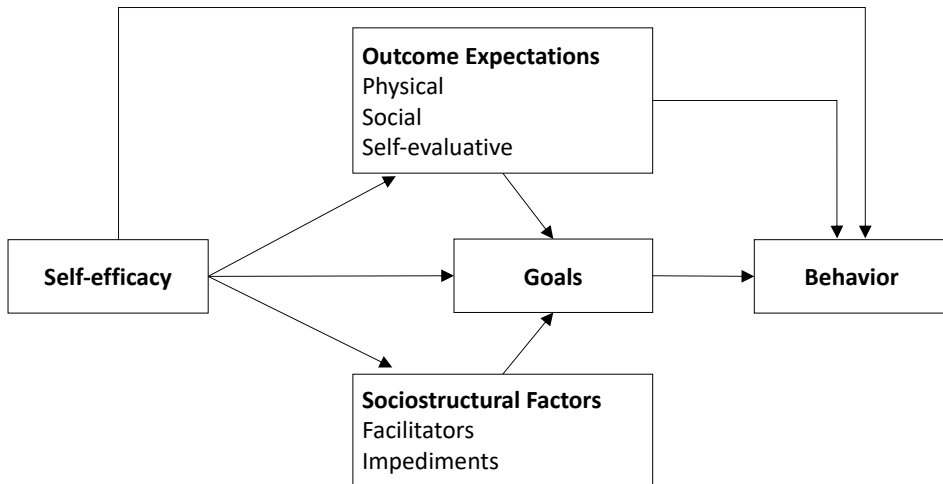 Outcome Expectations
Physical
Social
Self-evaluative
Self-efficacy
Goals
Behavior
Sociostructural Factors
Facilitators
Impediments